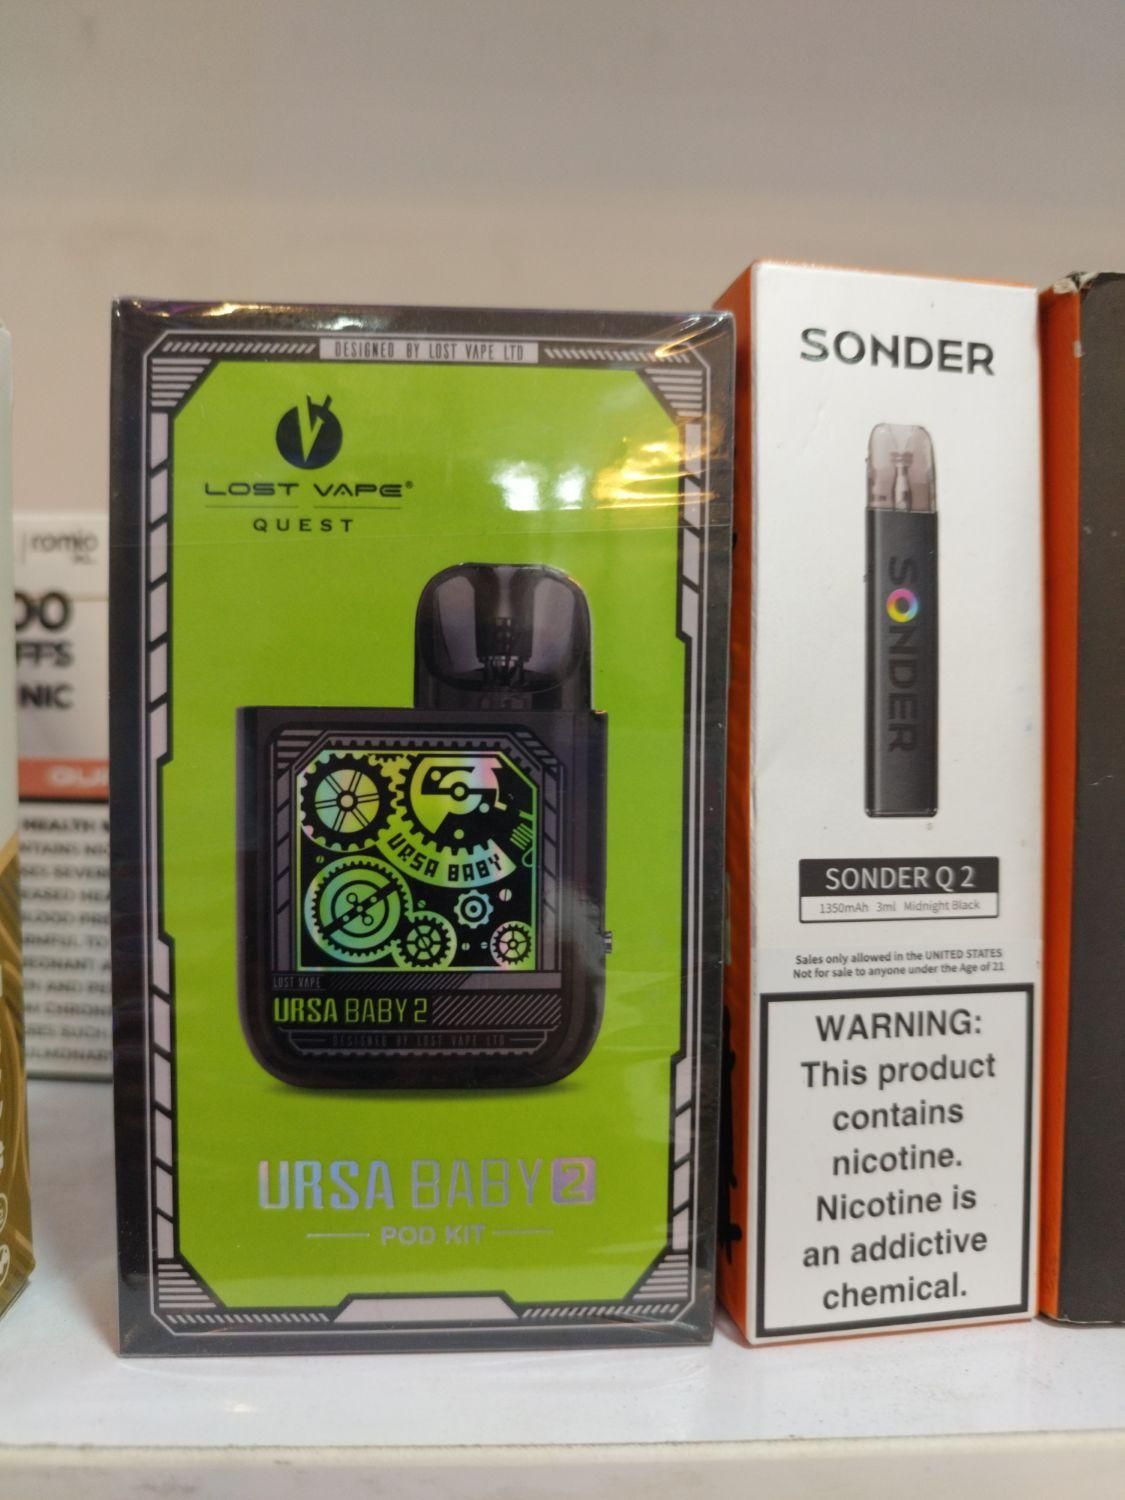 DESIGNED BY LOST VAPE LTD
LOST VAPE®
QUEST
URSA BABY
LOST VAPE
URSA BABY 2
DESIGNED BY LOST VAPE LTD
URSA BABY 2
POD KIT
SONDER
SONDER
SONDER Q 2
1350mAh 3ml Midnight Black
Sales only allowed in the UNITED STATES
Not for sale to anyone under the Age of 21
WARNING:
This product
contains
nicotine.
Nicotine is
an addictive
chemical.
romio